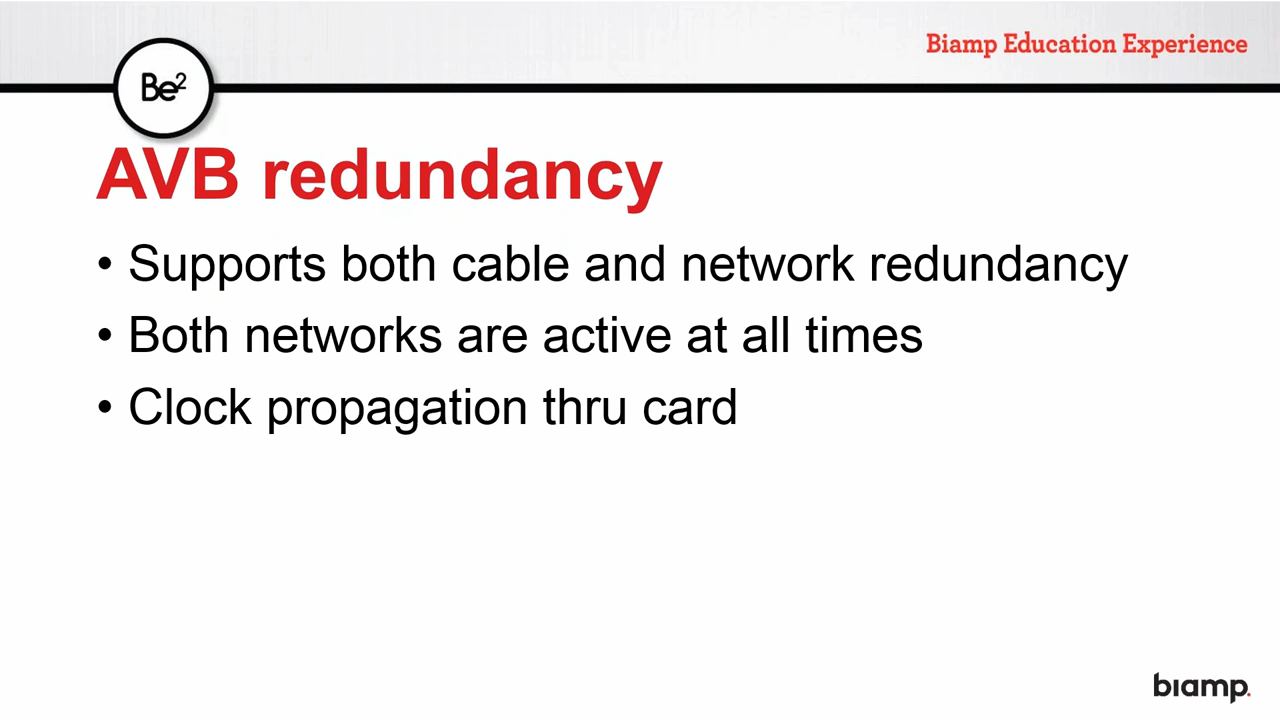 Biamp Education Experience
Be²
AVB redundancy
• Supports both cable and network redundancy
• Both networks are active at all times
• Clock propagation thru card
biamp.